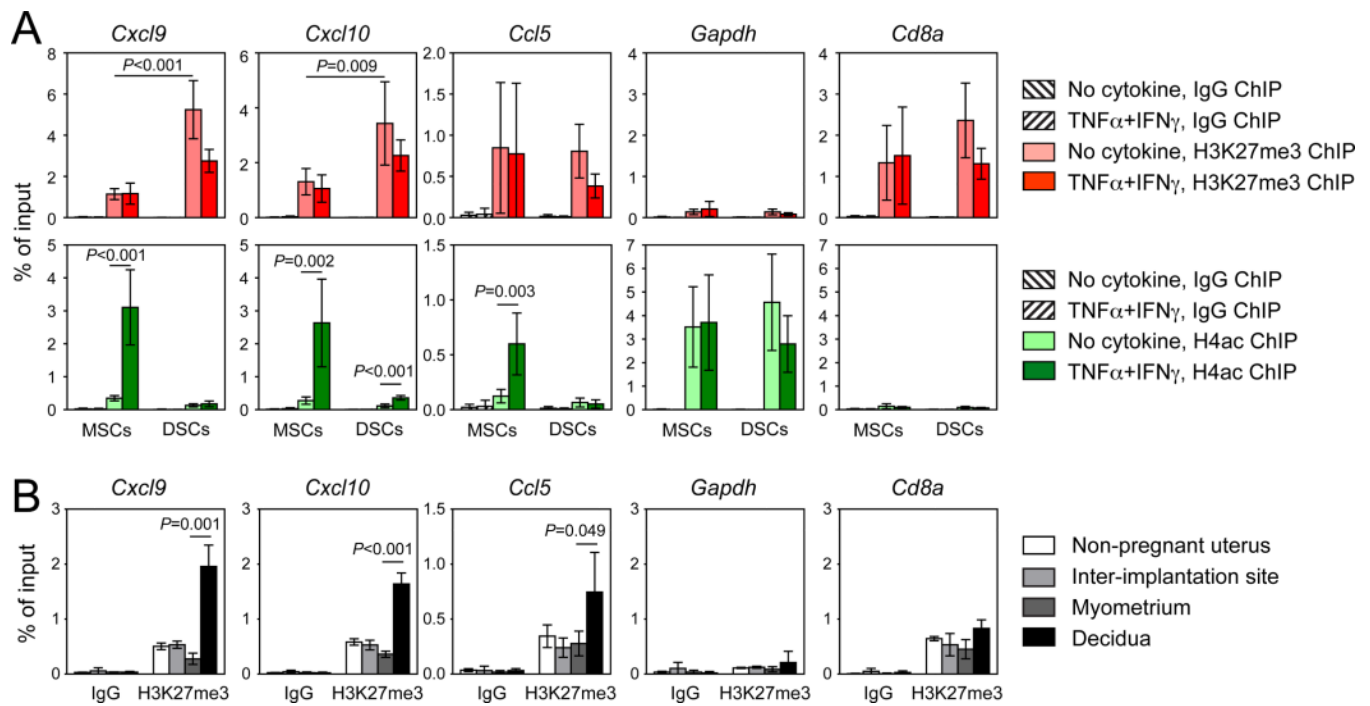 A
Cxcl9 Cxcl10 Ccl5 Gapdh Cd8a
% of input
8 6 4 2 0
P<0.001
6 4 2 0
P=0.009
2.0 1.5 1.0 0.5 0.0
4 3 2 1 0
4 3 2 1 0
No cytokine, IgG ChIP
TNFα+IFNγ, IgG ChIP
No cytokine, H3K27me3 ChIP
TNFα+IFNγ, H3K27me3 ChIP
5 4 3 2 1 0
P<0.001
5 4 3 2 1 0
P=0.002
P<0.001
1.5 1.0 0.5 0.0
P=0.003
7 6 5 4 3 2 1 0
7 6 5 4 3 2 1 0
MSCs DSCs MSCs DSCs MSCs DSCs MSCs DSCs MSCs DSCs
No cytokine, IgG ChIP
TNFα+IFNγ, IgG ChIP
No cytokine, H4ac ChIP
TNFα+IFNγ, H4ac ChIP
B
Cxcl9 Cxcl10 Ccl5 Gapdh Cd8a
% of input
3 2 1 0
P=0.001
3 2 1 0
P<0.001
1.5 1.0 0.5 0.0
P=0.049
3 2 1 0
3 2 1 0
IgG H3K27me3 IgG H3K27me3 IgG H3K27me3 IgG H3K27me3 IgG H3K27me3
Non-pregnant uterus
Inter-implantation site
Myometrium
Decidua